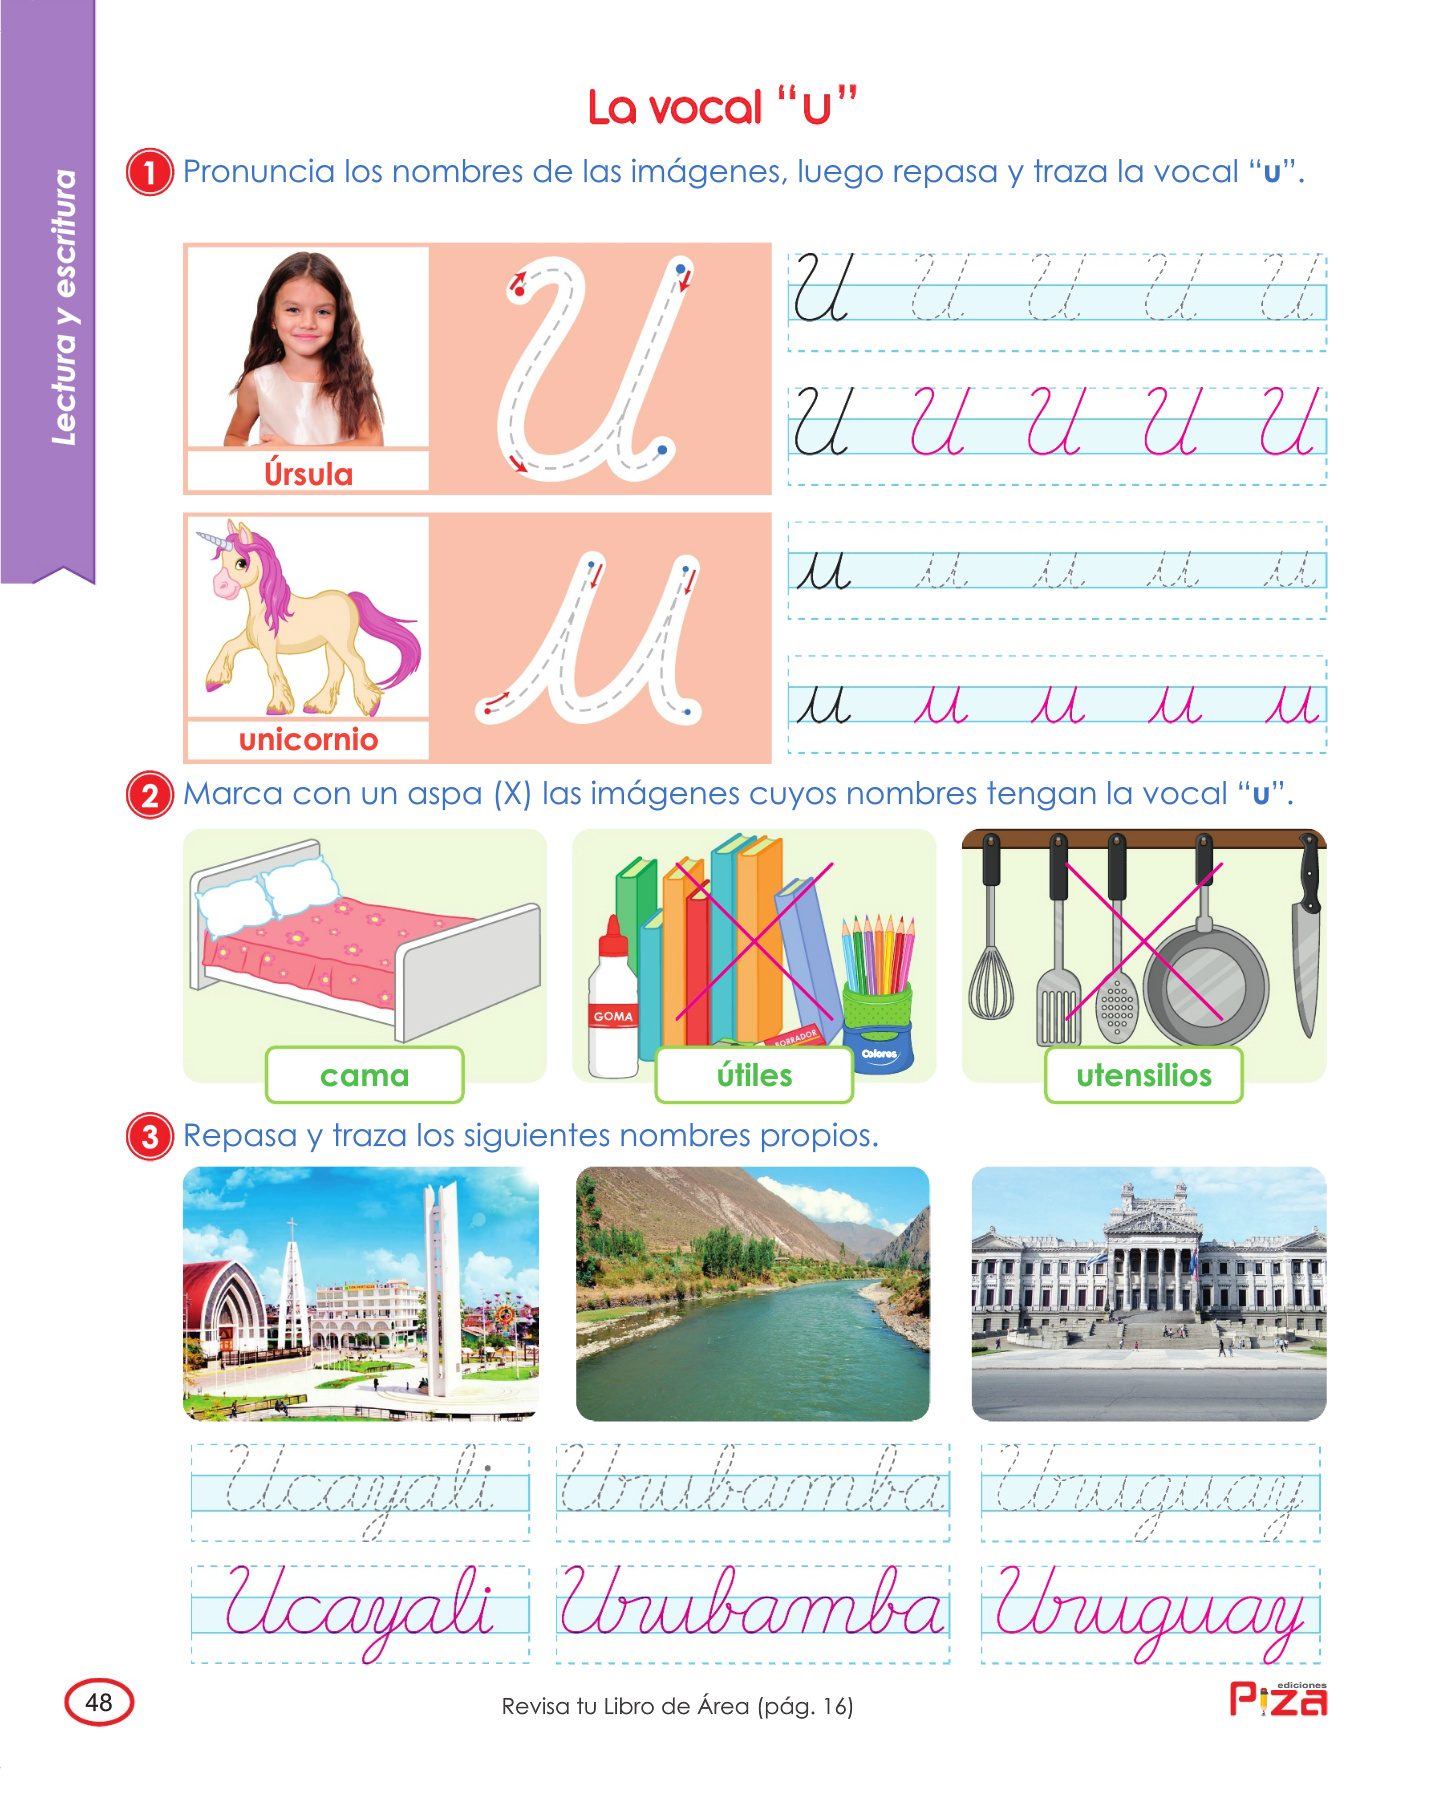 Lectura y escritura
La vocal “u”
1 Pronuncia los nombres de las imágenes, luego repasa y traza la vocal “u”.
U U U U U U
Úrsula
U U U U U
u u u u u u
unicornio
u u u u u
2 Marca con un aspa (X) las imágenes cuyos nombres tengan la vocal “u”.
GOMA
BORRADOR
Colores
cama útiles utensilios
3 Repasa y traza los siguientes nombres propios.
Ucayali Urubamba Uruguay
Ucayali Urubamba Uruguay
48
Revisa tu Libro de Área (pág. 16)
ediciones
Piza